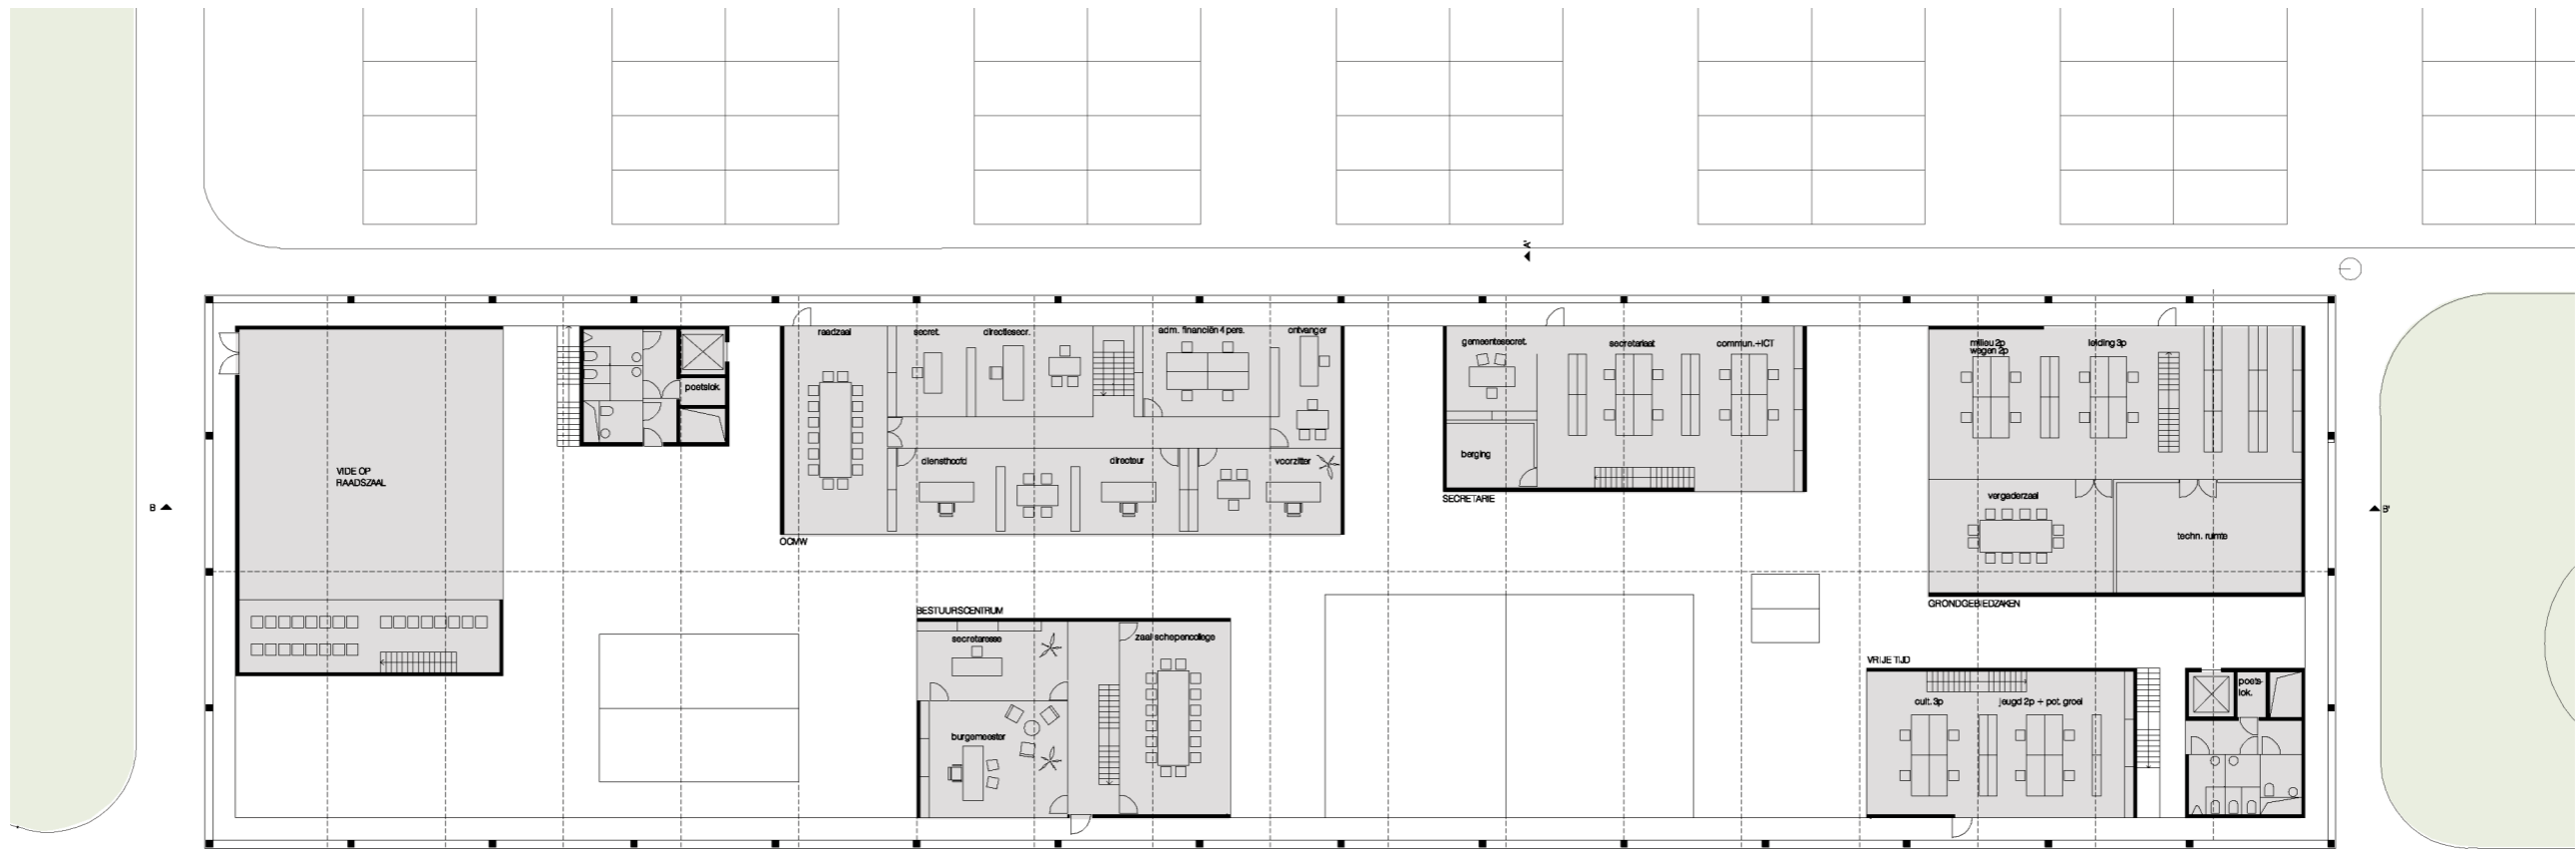 A'
raadzaal
secret.
directiesecr.
adm. financiën 4 pers.
ontvanger
gemeentesecret.
secretariaat
commun.+ICT
milieu 2p
wegen 2p
leiding 3p
poetslok.
VIDE OP
RAADSZAAL
diensthoofd
directeur
voorzitter
berging
SECRETARIE
vergaderzaal
techn. ruimte
B
B'
OCMW
GRONDGEBIEDZAKEN
BESTUURSCENTRUM
secretaresse
zaal schepencollege
burgemeester
VRIJE TIJD
cult. 3p
jeugd 2p + pot. groei
poets-
lok.